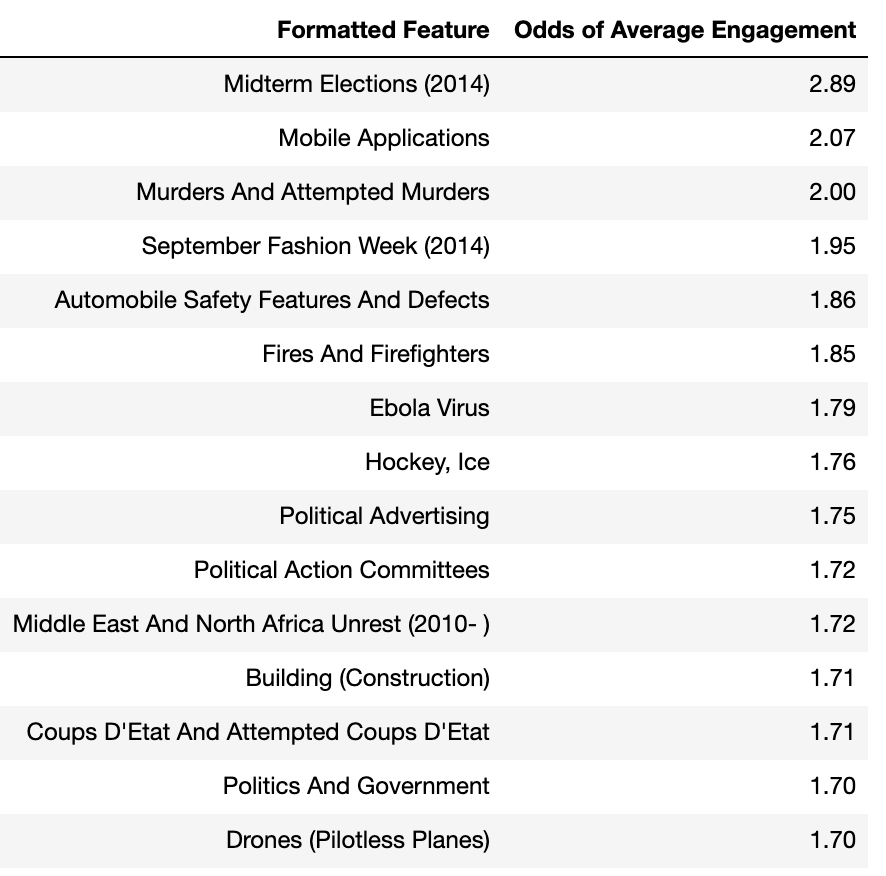 Formatted Feature Odds of Average Engagement
Midterm Elections (2014) 2.89
Mobile Applications 2.07
Murders And Attempted Murders 2.00
September Fashion Week (2014) 1.95
Automobile Safety Features And Defects 1.86
Fires And Firefighters 1.85
Ebola Virus 1.79
Hockey, Ice 1.76
Political Advertising 1.75
Political Action Committees 1.72
Middle East And North Africa Unrest (2010- ) 1.72
Building (Construction) 1.71
Coups D'Etat And Attempted Coups D'Etat 1.71
Politics And Government 1.70
Drones (Pilotless Planes) 1.70